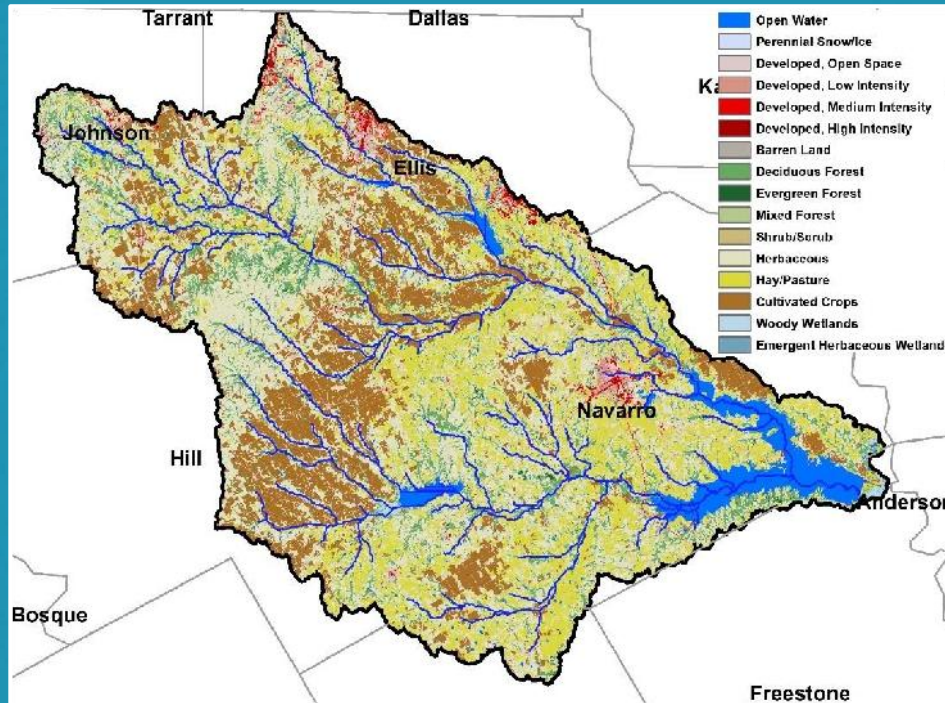 Tarrant
Dallas
Johnson
Ellis
Navarro
Hill
Anderson
Bosque
Freestone
Open Water
Perennial Snow/Ice
Developed, Open Space
Developed, Low Intensity
Developed, Medium Intensity
Developed, High Intensity
Barren Land
Deciduous Forest
Evergreen Forest
Mixed Forest
Shrub/Scrub
Herbaceous
Hay/Pasture
Cultivated Crops
Woody Wetlands
Emergent Herbaceous Wetland